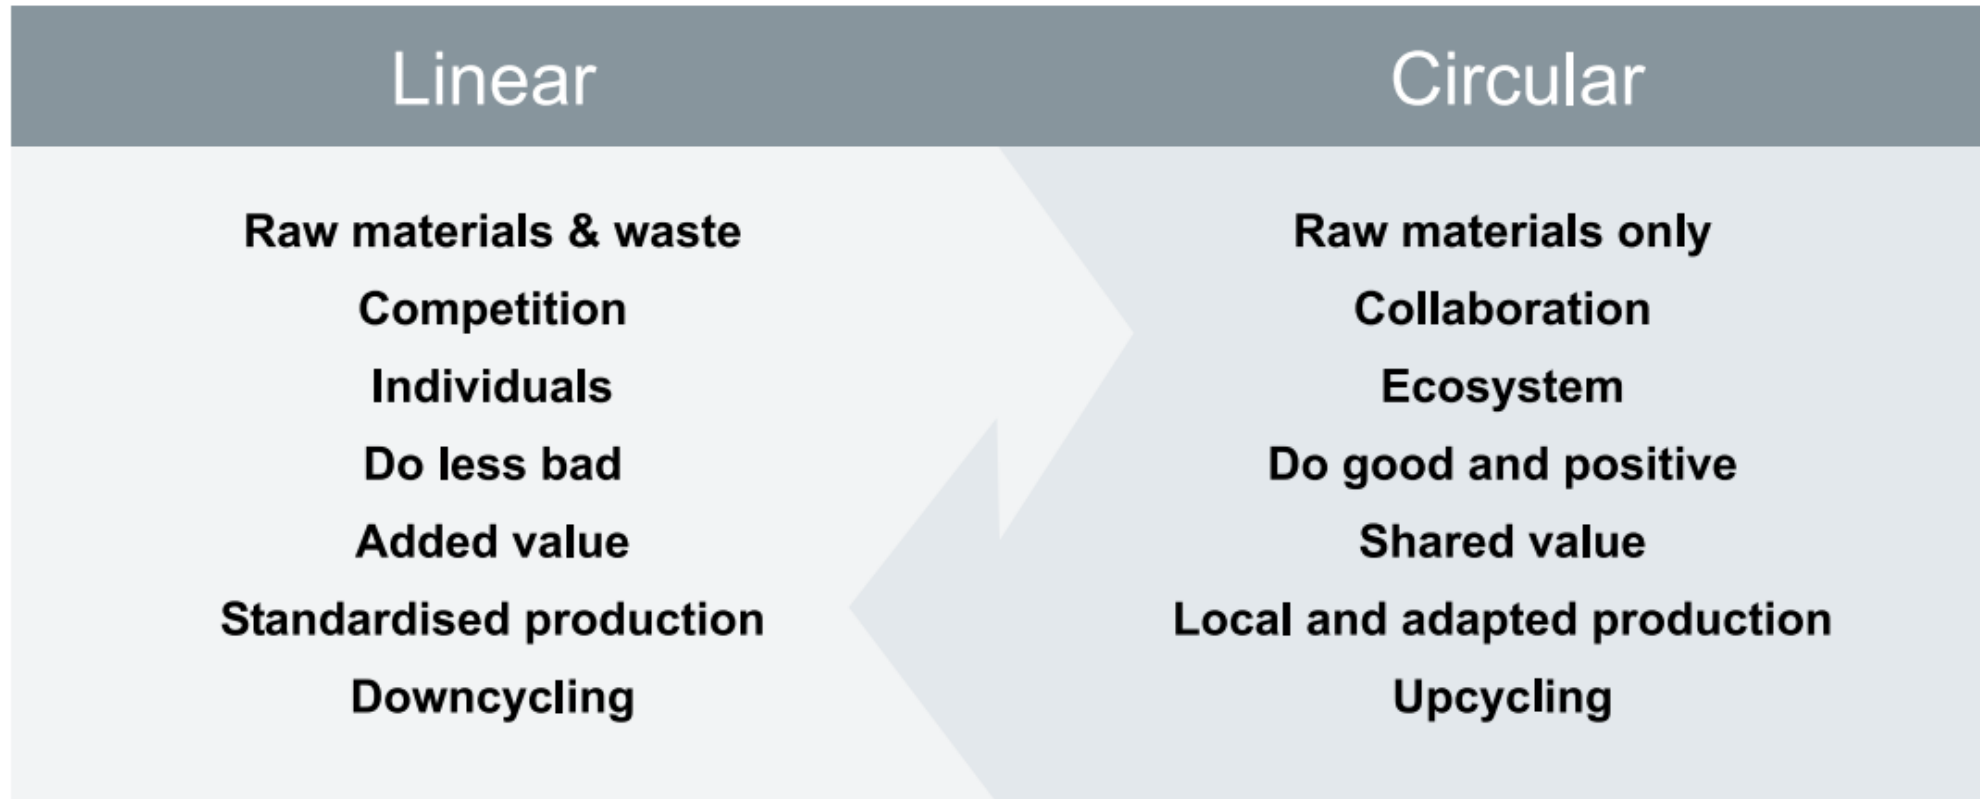 Linear
Circular
Raw materials & waste
Raw materials only
Competition
Collaboration
Individuals
Ecosystem
Do less bad
Do good and positive
Added value
Shared value
Standardised production
Local and adapted production
Downcycling
Upcycling